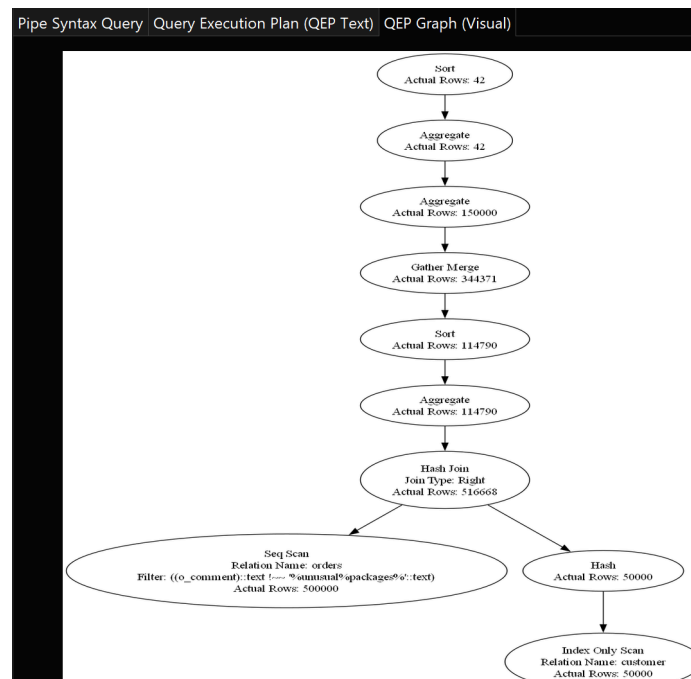 Pipe Syntax Query Query Execution Plan (QEP Text) QEP Graph (Visual)
Sort
Actual Rows: 42
Aggregate
Actual Rows: 42
Aggregate
Actual Rows: 150000
Gather Merge
Actual Rows: 344371
Sort
Actual Rows: 114790
Aggregate
Actual Rows: 114790
Hash Join
Join Type: Right
Actual Rows: 516668
Seq Scan
Relation Name: orders
Filter: ((o_comment)::text !~~ '%unusual%packages%'::text)
Actual Rows: 500000
Hash
Actual Rows: 50000
Index Only Scan
Relation Name: customer
Actual Rows: 50000